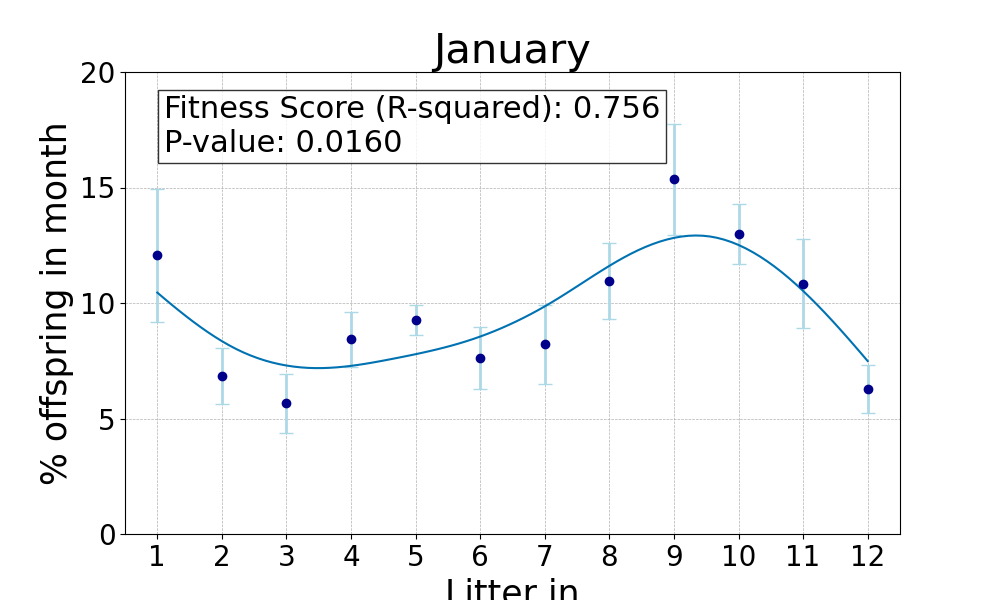 January
Fitness Score (R-squared): 0.756
P-value: 0.0160
% offspring in month
20
15
10
5
0
1 2 3 4 5 6 7 8 9 10 11 12
Litter in